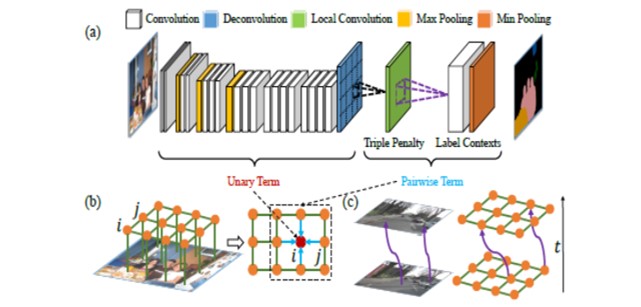 Convolution Deconvolution Local Convolution Max Pooling Min Pooling
(a)
Triple Penalty Label Contexts
Unary Term Pairwise Term
(b) (c)
j
i
i j
t